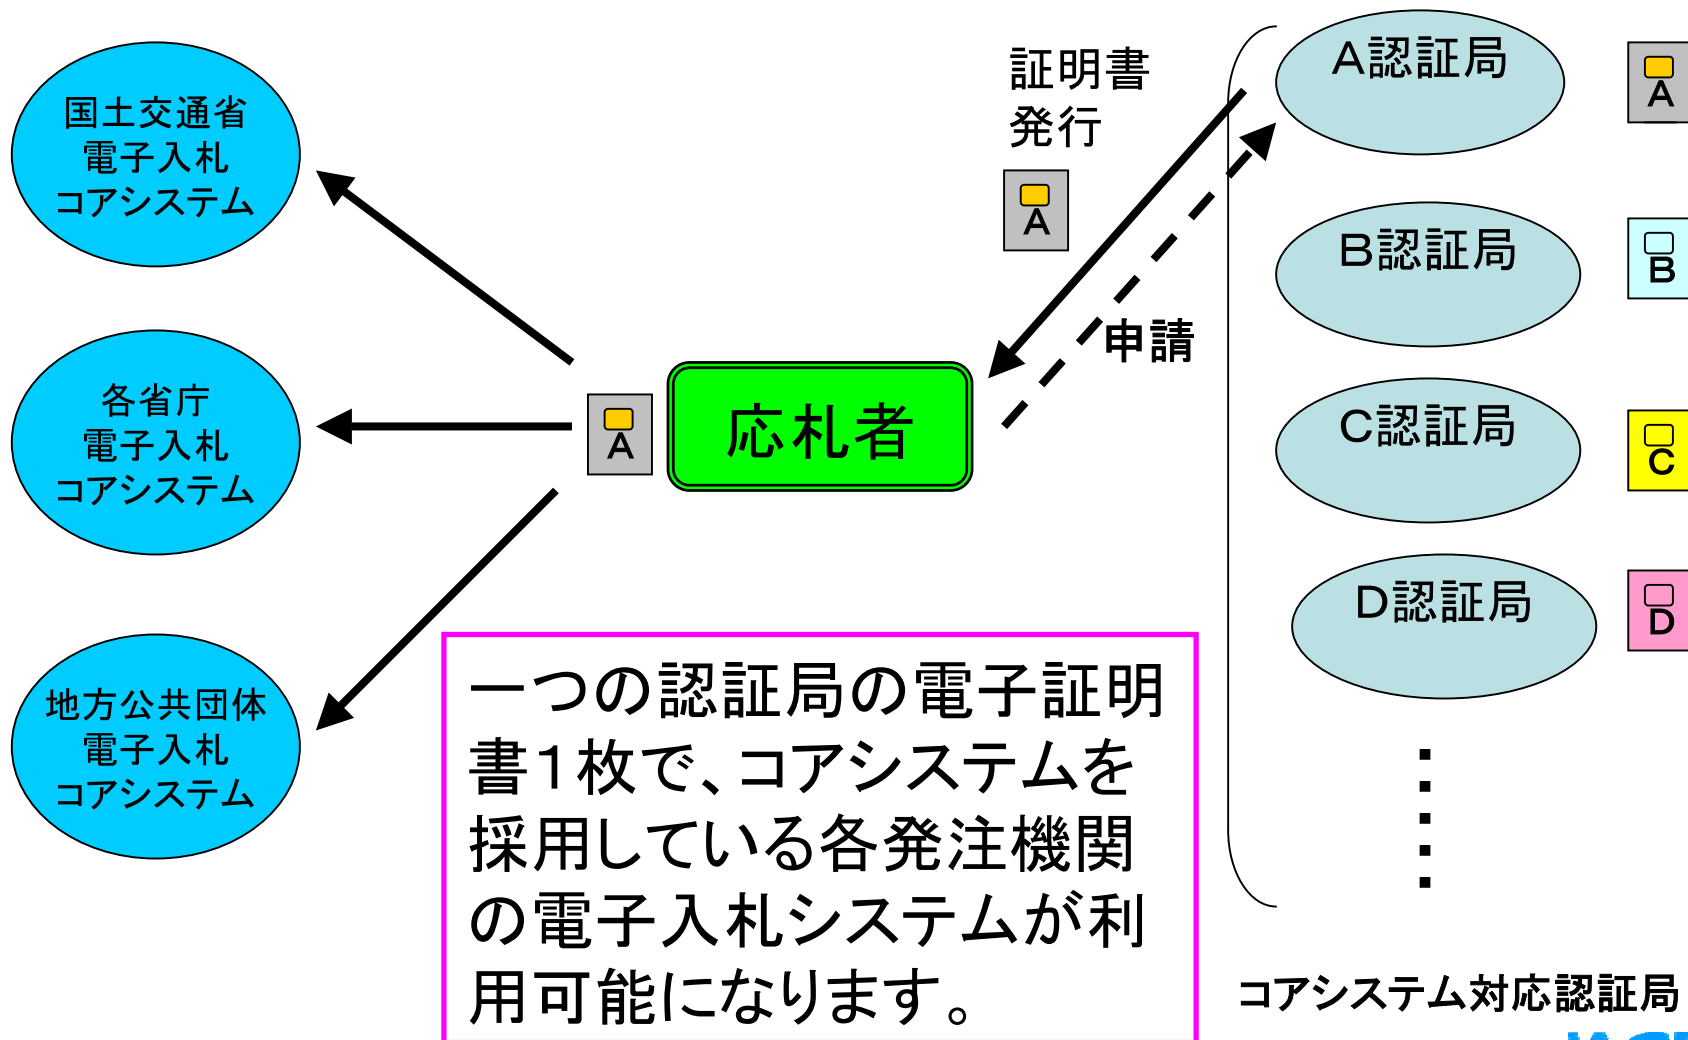 国土交通省
電子入札
コアシステム
各省庁
電子入札
コアシステム
地方公共団体
電子入札
コアシステム
A
応札者
証明書
発行
A
申請
A認証局
A
B認証局
B
C認証局
C
D認証局
D
一つの認証局の電子証明
書1枚で、コアシステムを
採用している各発注機関
の電子入札システムが利
用可能になります。
コアシステム対応認証局